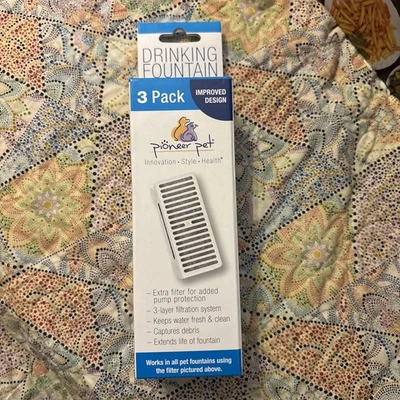 DRINKING
FOUNTAIN
3 Pack
IMPROVED
DESIGN
pioneer pet
Innovation • Style • Health®
– Extra filter for added
pump protection
– 3-layer filtration system
– Keeps water fresh & clean
– Captures debris
– Extends life of fountain
Works in all pet fountains using
the filter pictured above.